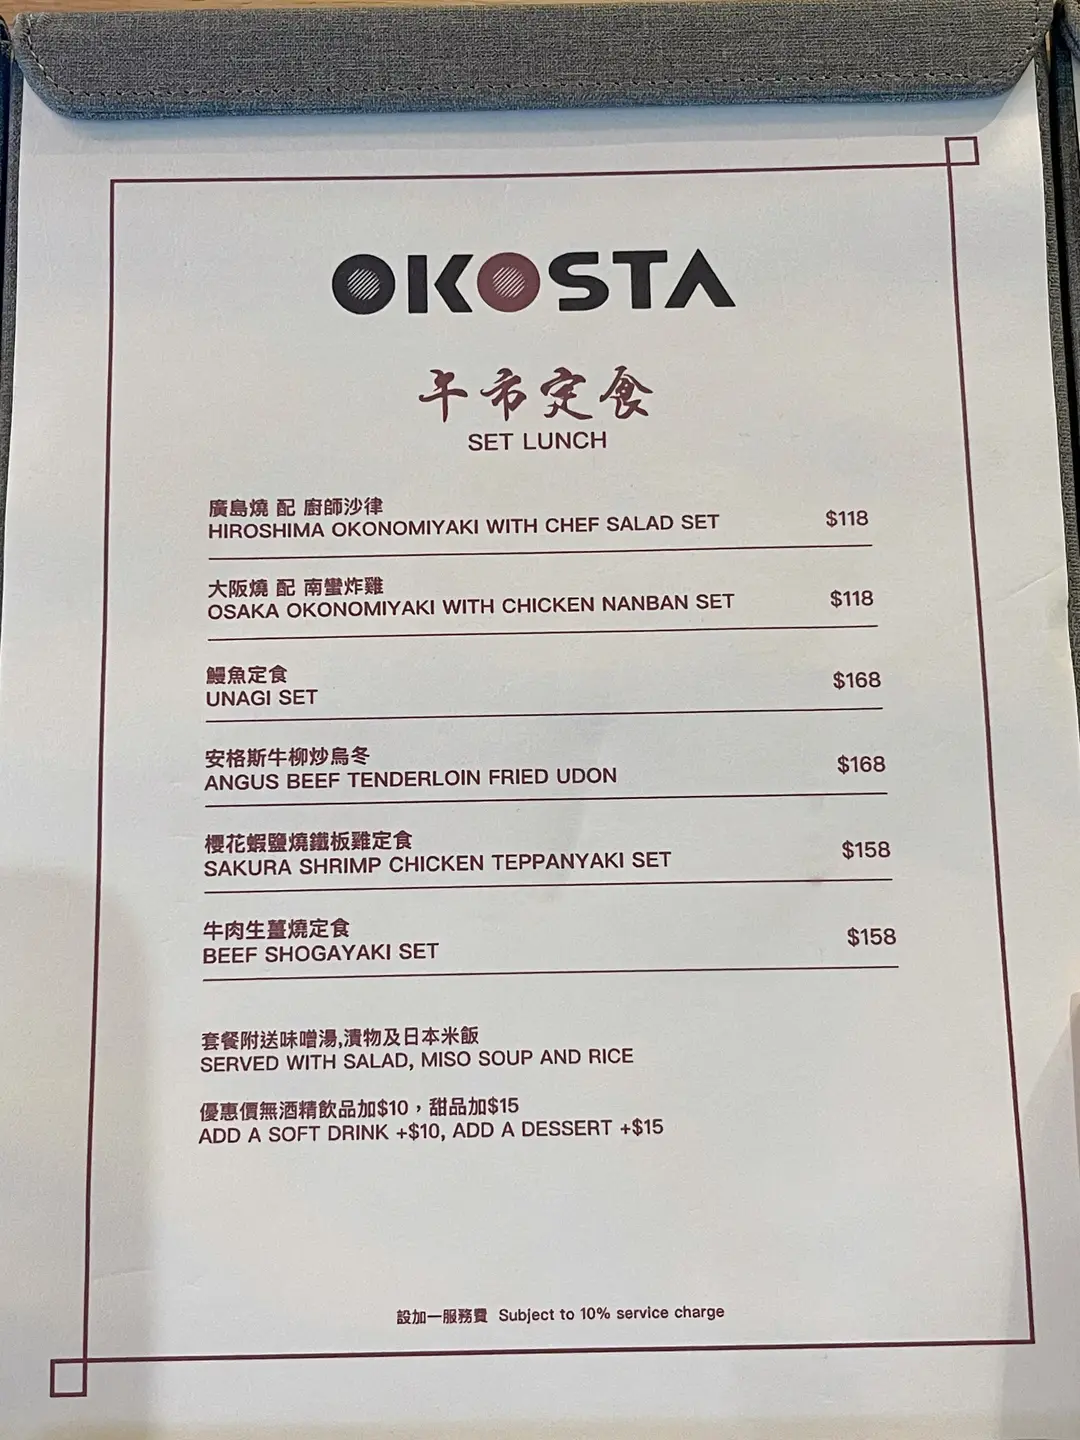 OKOSTA
午市定食
SET LUNCH
廣島燒 配 廚師沙律
HIROSHIMA OKONOMIYAKI WITH CHEF SALAD SET $118
大阪燒 配 南蠻炸雞
OSAKA OKONOMIYAKI WITH CHICKEN NANBAN SET $118
鰻魚定食
UNAGI SET $168
安格斯牛柳炒烏冬
ANGUS BEEF TENDERLOIN FRIED UDON $168
櫻花蝦鹽燒鐵板雞定食
SAKURA SHRIMP CHICKEN TEPPANYAKI SET $158
牛肉生薑燒定食
BEEF SHOGAYAKI SET $158
套餐附送味噌湯,漬物及日本米飯
SERVED WITH SALAD, MISO SOUP AND RICE
優惠價無酒精飲品加$10，甜品加$15
ADD A SOFT DRINK +$10, ADD A DESSERT +$15
設加一服務費 Subject to 10% service charge